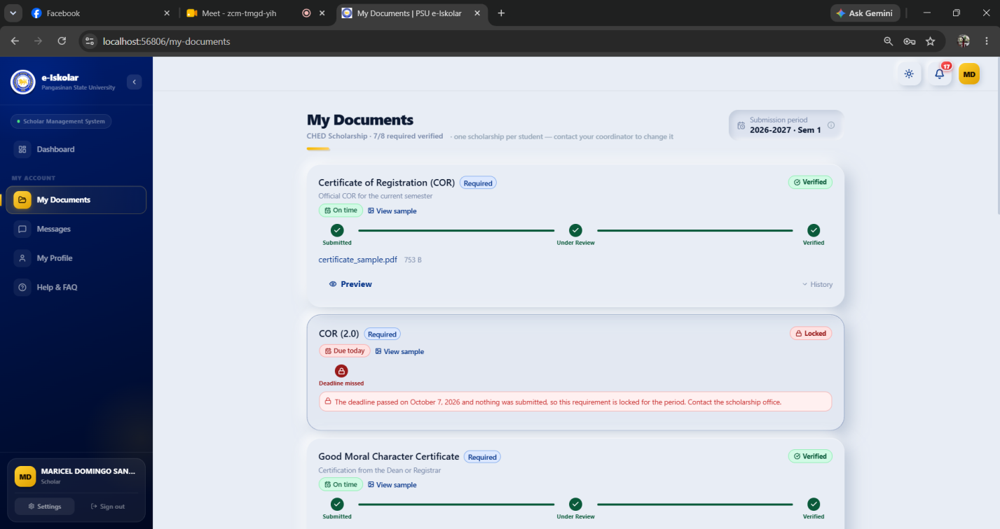 Facebook
Meet - zcm-tmgd-yih
My Documents | PSU e-Iskolar
Ask Gemini
localhost:56806/my-documents
e-Iskolar
Pangasinan State University
Scholar Management System
Dashboard
MY ACCOUNT
My Documents
Messages
My Profile
Help & FAQ
MD
MARICEL DOMINGO SAN...
Scholar
Settings
Sign out
17
MD
My Documents
CHED Scholarship · 7/8 required verified · one scholarship per student — contact your coordinator to change it
Submission period
2026-2027 · Sem 1
Certificate of Registration (COR) Required
Verified
Official COR for the current semester
On time View sample
Submitted Under Review Verified
certificate_sample.pdf 753 B
Preview
History
COR (2.0) Required
Locked
Due today View sample
Deadline missed
The deadline passed on October 7, 2026 and nothing was submitted, so this requirement is locked for the period. Contact the scholarship office.
Good Moral Character Certificate Required
Verified
Certification from the Dean or Registrar
On time View sample
Submitted Under Review Verified